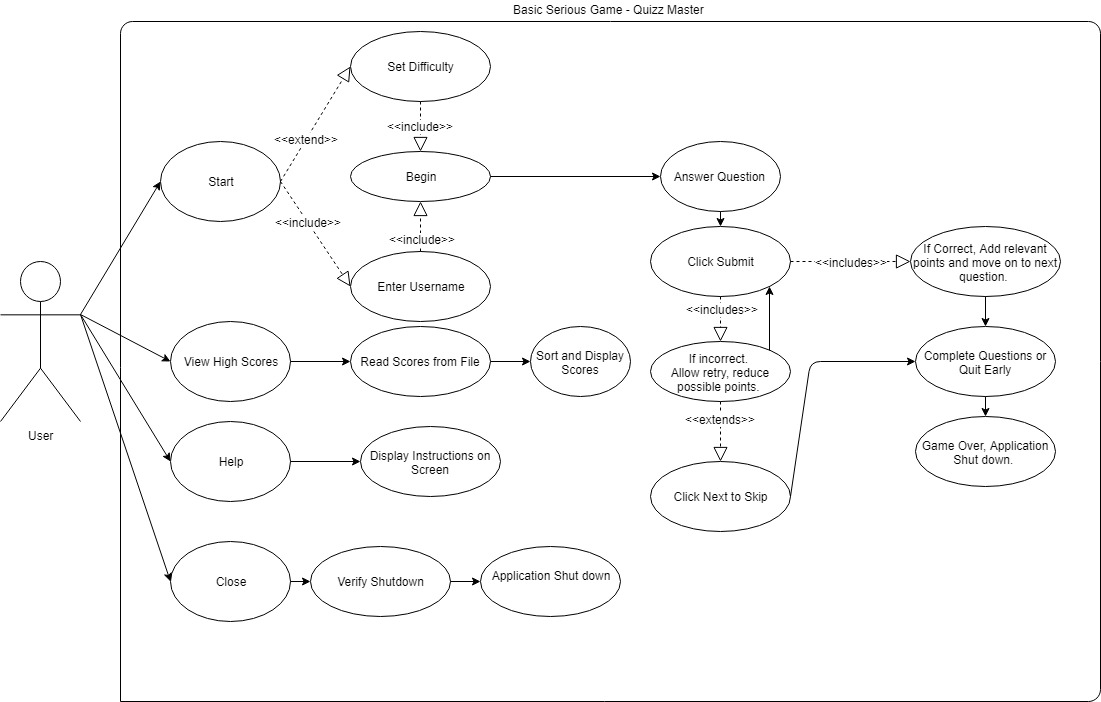 Basic Serious Game - Quizz Master
Set Difficulty
<<include>>
<<extend>>
Start
Begin
Answer Question
<<include>>
<<include>>
Enter Username
Click Submit
<<includes>>
If Correct, Add relevant
points and move on to next
question.
<<includes>>
If incorrect.
Allow retry, reduce
possible points.
View High Scores
Read Scores from File
Sort and Display
Scores
Complete Questions or
Quit Early
<<extends>>
User
Help
Display Instructions on
Screen
Click Next to Skip
Game Over, Application
Shut down.
Close
Verify Shutdown
Application Shut down